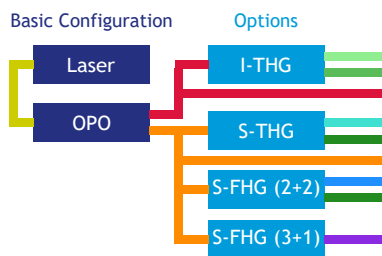 Basic Configuration
Options
Laser
I-THG
OPO
S-THG
S-FHG (2+2)
S-FHG (3+1)